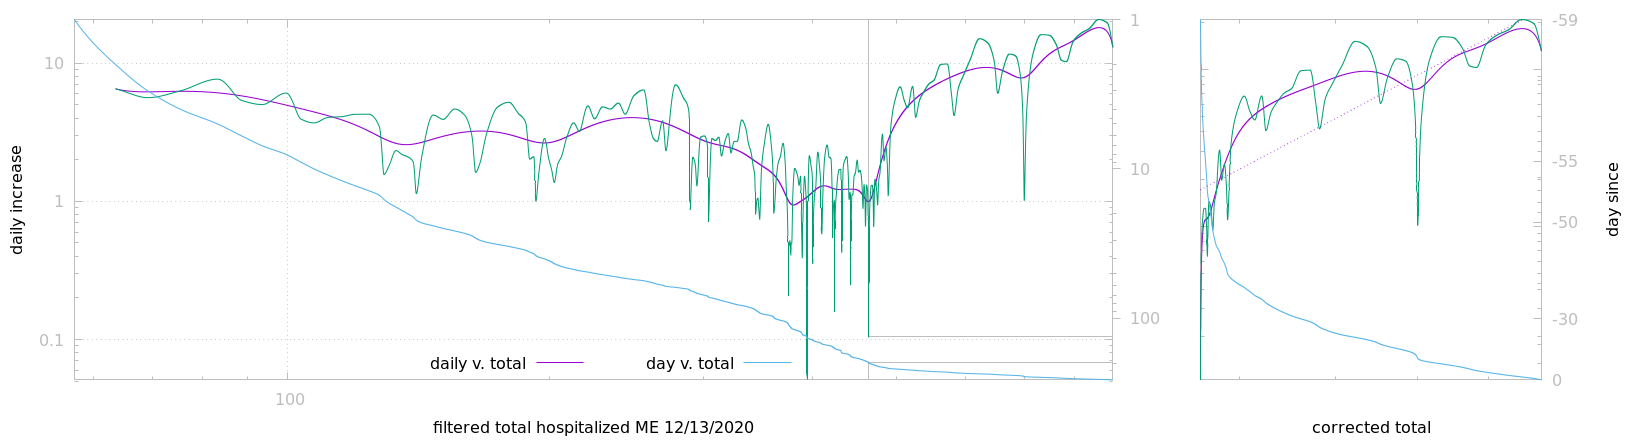 10
1
0.1
daily increase
100
filtered total hospitalized ME 12/13/2020
daily v. total
day v. total
1
10
100
-59
-55
-50
-30
0
day since
corrected total